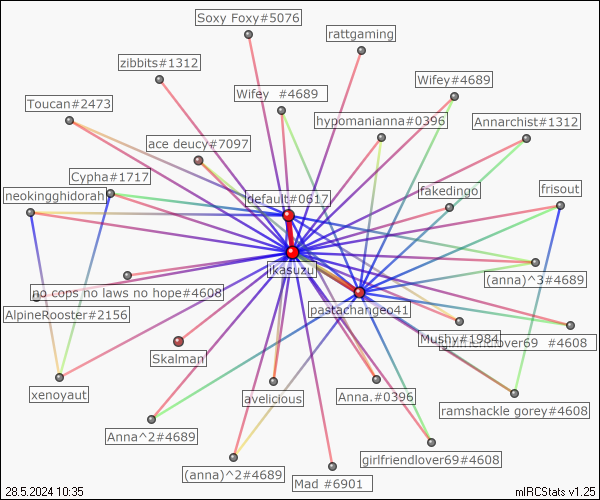 Soxy Foxy#5076
rattgaming
zibbits#1312
Wifey#4689
Wifey #4689
Toucan#2473
hypomanianna#0396
Annarchist#1312
ace deucy#7097
Cypha#1717
neokingghidorah
default#0617
fakedingo
frisout
ikasuzu
(anna)^3#4689
no cops no laws no hope#4608
pastachangeo41
AlpineRooster#2156
Mushy#1984
girlfriendlover69 #4608
Skalman
xenoyaut
avelicious
Anna.#0396
ramshackle gorey#4608
Anna^2#4689
girlfriendlover69#4608
(anna)^2#4689
Mad #6901
28.5.2024 10:35
mIRCStats v1.25